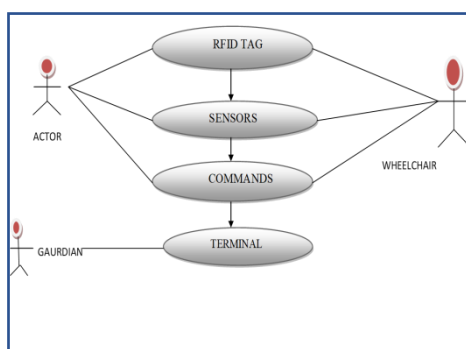 RFID TAG
SENSORS
ACTOR
WHEELCHAIR
COMMANDS
TERMINAL
GAURDIAN